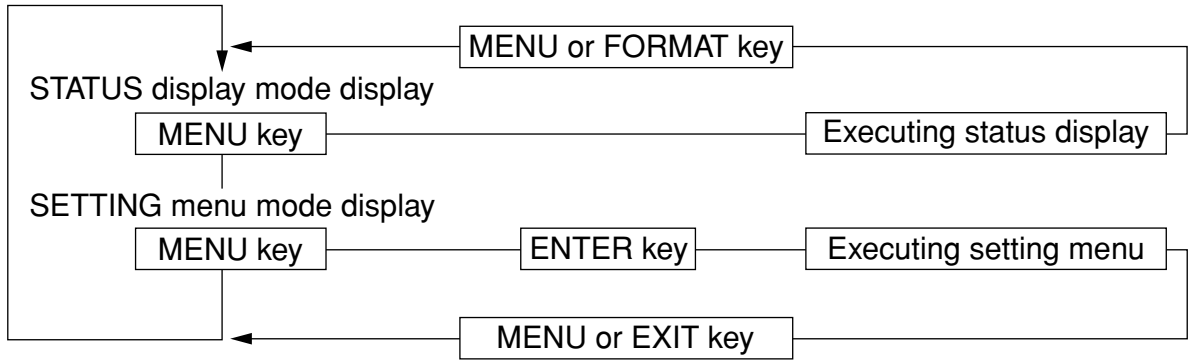 MENU or FORMAT key
STATUS display mode display
MENU key
Executing status display
SETTING menu mode display
MENU key
ENTER key
Executing setting menu
MENU or EXIT key